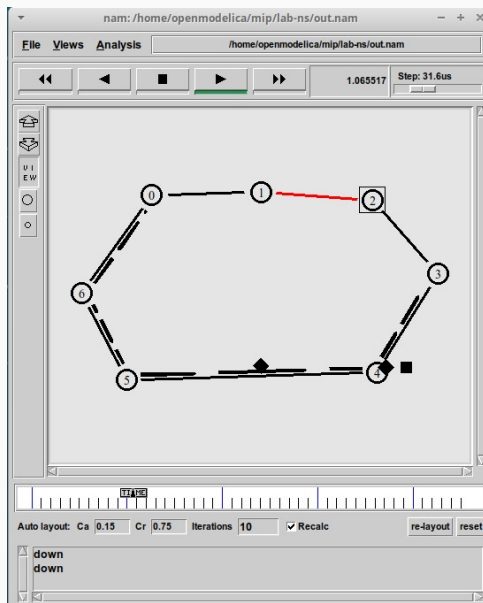 nam: /home/openmodelica/mip/lab-ns/out.nam
File Views Analysis /home/openmodelica/mip/lab-ns/out.nam
1.065517 Step: 31.6us
V I
E W
0
1
2
3
4
5
6
TIME
Auto layout: Ca 0.15 Cr 0.75 Iterations 10 Recalc re-layout reset
down
down